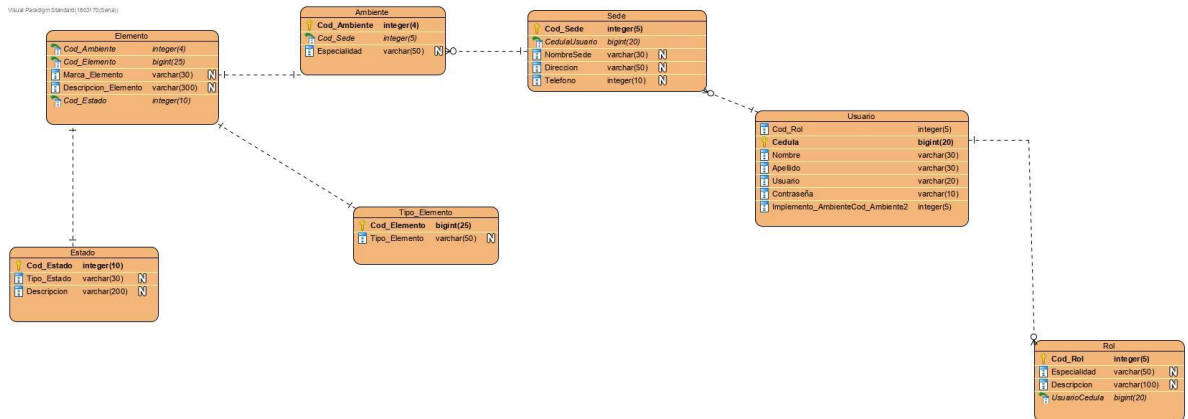 Visual Paradigm Standard(1803170(Sena))
Ambiente
Cod_Ambiente integer(4)
Cod_Sede integer(5)
Especialidad varchar(50) N
Sede
Cod_Sede integer(5)
CedulaUsuario bigint(20)
NombreSede varchar(30) N
Direccion varchar(50) N
Telefono integer(10) N
Elemento
Cod_Ambiente integer(4)
Cod_Elemento bigint(25)
Marca_Elemento varchar(30) N
Descripcion_Elemento varchar(300) N
Cod_Estado integer(10)
Usuario
Cod_Rol integer(5)
Cedula bigint(20)
Nombre varchar(30)
Apellido varchar(30)
Usuario varchar(20)
Contraseña varchar(10)
Implemento_AmbienteCod_Ambiente2 integer(5)
Tipo_Elemento
Cod_Elemento bigint(25)
Tipo_Elemento varchar(50) N
Estado
Cod_Estado integer(10)
Tipo_Estado varchar(30) N
Descripcion varchar(200) N
Rol
Cod_Rol integer(5)
Especialidad varchar(50) N
Descripcion varchar(100) N
UsuarioCedula bigint(20)